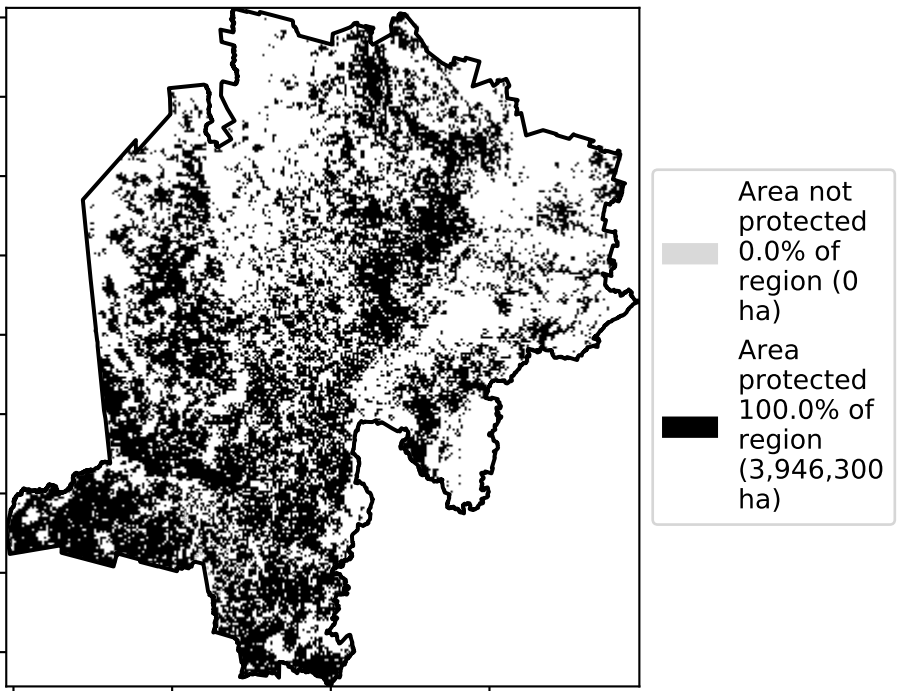 Area not
protected
0.0% of
region (0
ha)
Area
protected
100.0% of
region
(3,946,300
ha)